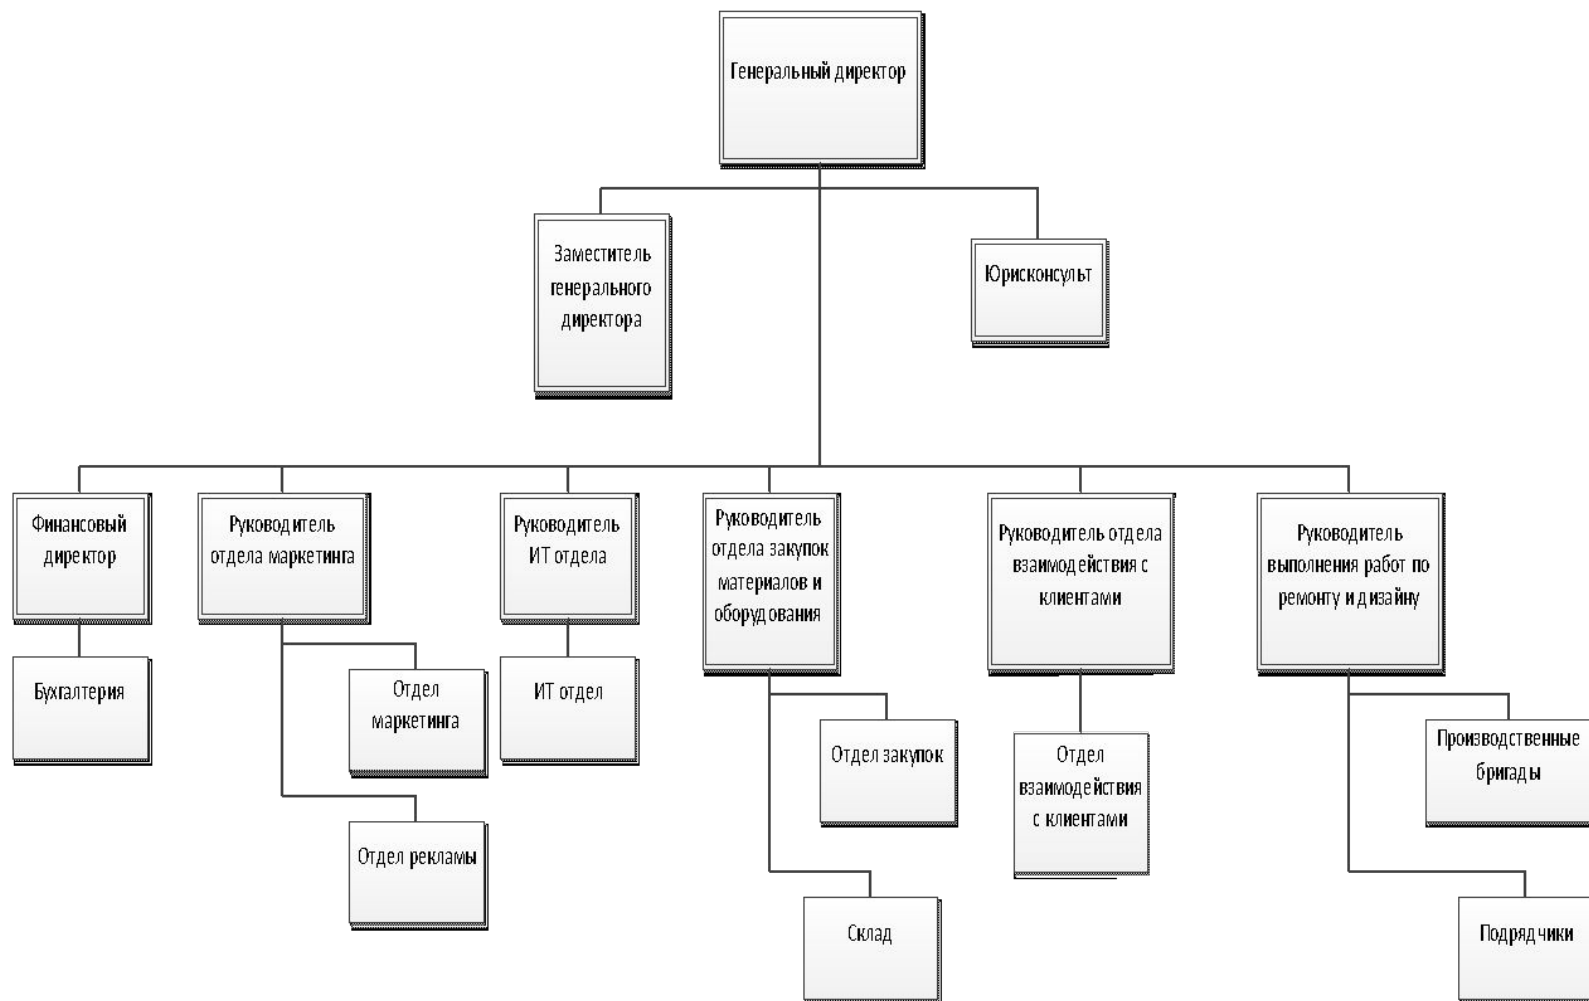 Генеральный директор
Заместитель
генерального
директора
Юрисконсульт
Финансовый
директор
Руководитель
отдела маркетинга
Руководитель
ИТ отдела
Руководитель
отдела закупок
материалов и
оборудования
Руководитель отдела
взаимодействия с
клиентами
Руководитель
выполнения работ по
ремонту и дизайну
Бухгалтерия
Отдел
маркетинга
ИТ отдел
Отдел закупок
Отдел
взаимодействия
с клиентами
Производственные
бригады
Отдел рекламы
Склад
Подрядчики